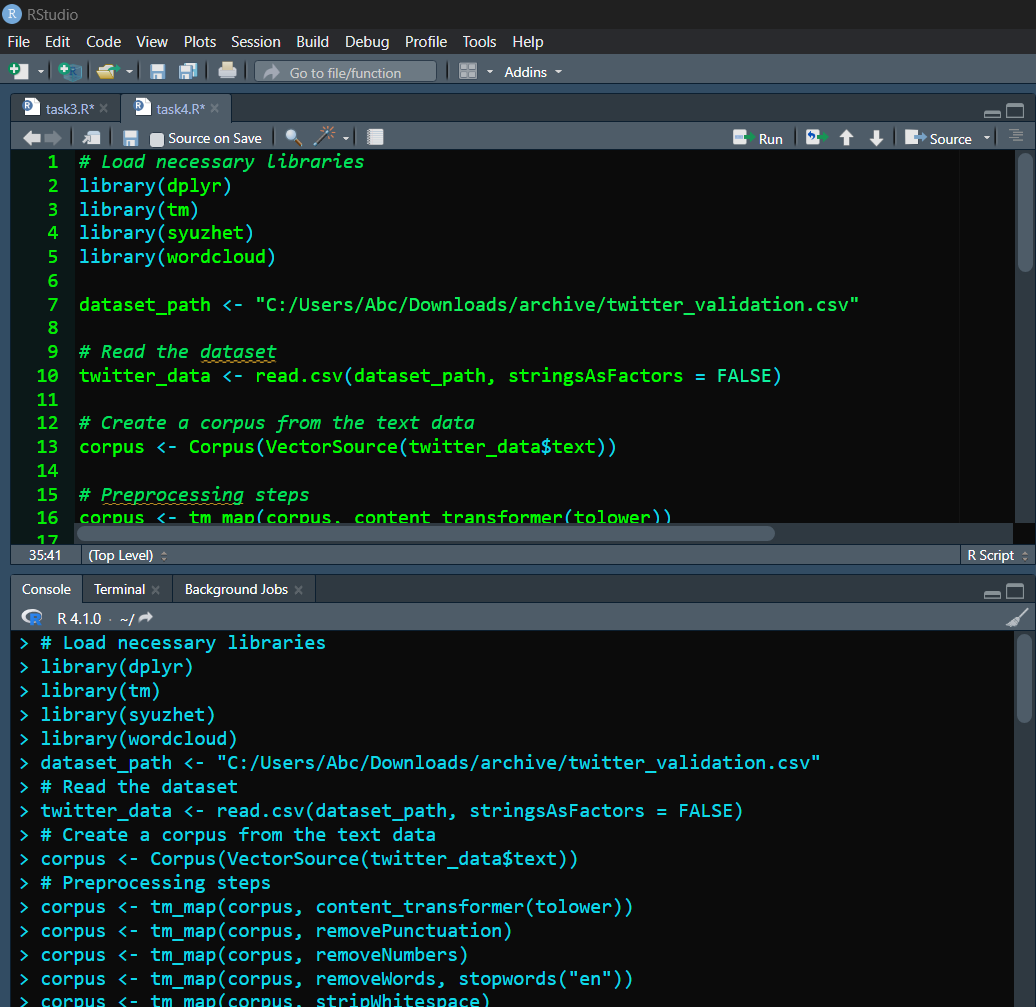 RStudio
File Edit Code View Plots Session Build Debug Profile Tools Help
Go to file/function Addins
task3.R* task4.R*
Source on Save Run Source
1 # Load necessary libraries
2 library(dplyr)
3 library(tm)
4 library(syuzhet)
5 library(wordcloud)
6
7 dataset_path <- "C:/Users/Abc/Downloads/archive/twitter_validation.csv"
8
9 # Read the dataset
10 twitter_data <- read.csv(dataset_path, stringsAsFactors = FALSE)
11
12 # Create a corpus from the text data
13 corpus <- Corpus(VectorSource(twitter_data$text))
14
15 # Preprocessing steps
16 corpus <- tm_map(corpus, content_transformer(tolower))
17
35:41 (Top Level) R Script
Console Terminal Background Jobs
R 4.1.0 · ~/
> # Load necessary libraries
> library(dplyr)
> library(tm)
> library(syuzhet)
> library(wordcloud)
> dataset_path <- "C:/Users/Abc/Downloads/archive/twitter_validation.csv"
> # Read the dataset
> twitter_data <- read.csv(dataset_path, stringsAsFactors = FALSE)
> # Create a corpus from the text data
> corpus <- Corpus(VectorSource(twitter_data$text))
> # Preprocessing steps
> corpus <- tm_map(corpus, content_transformer(tolower))
> corpus <- tm_map(corpus, removePunctuation)
> corpus <- tm_map(corpus, removeNumbers)
> corpus <- tm_map(corpus, removeWords, stopwords("en"))
> corpus <- tm_map(corpus, stripWhitespace)